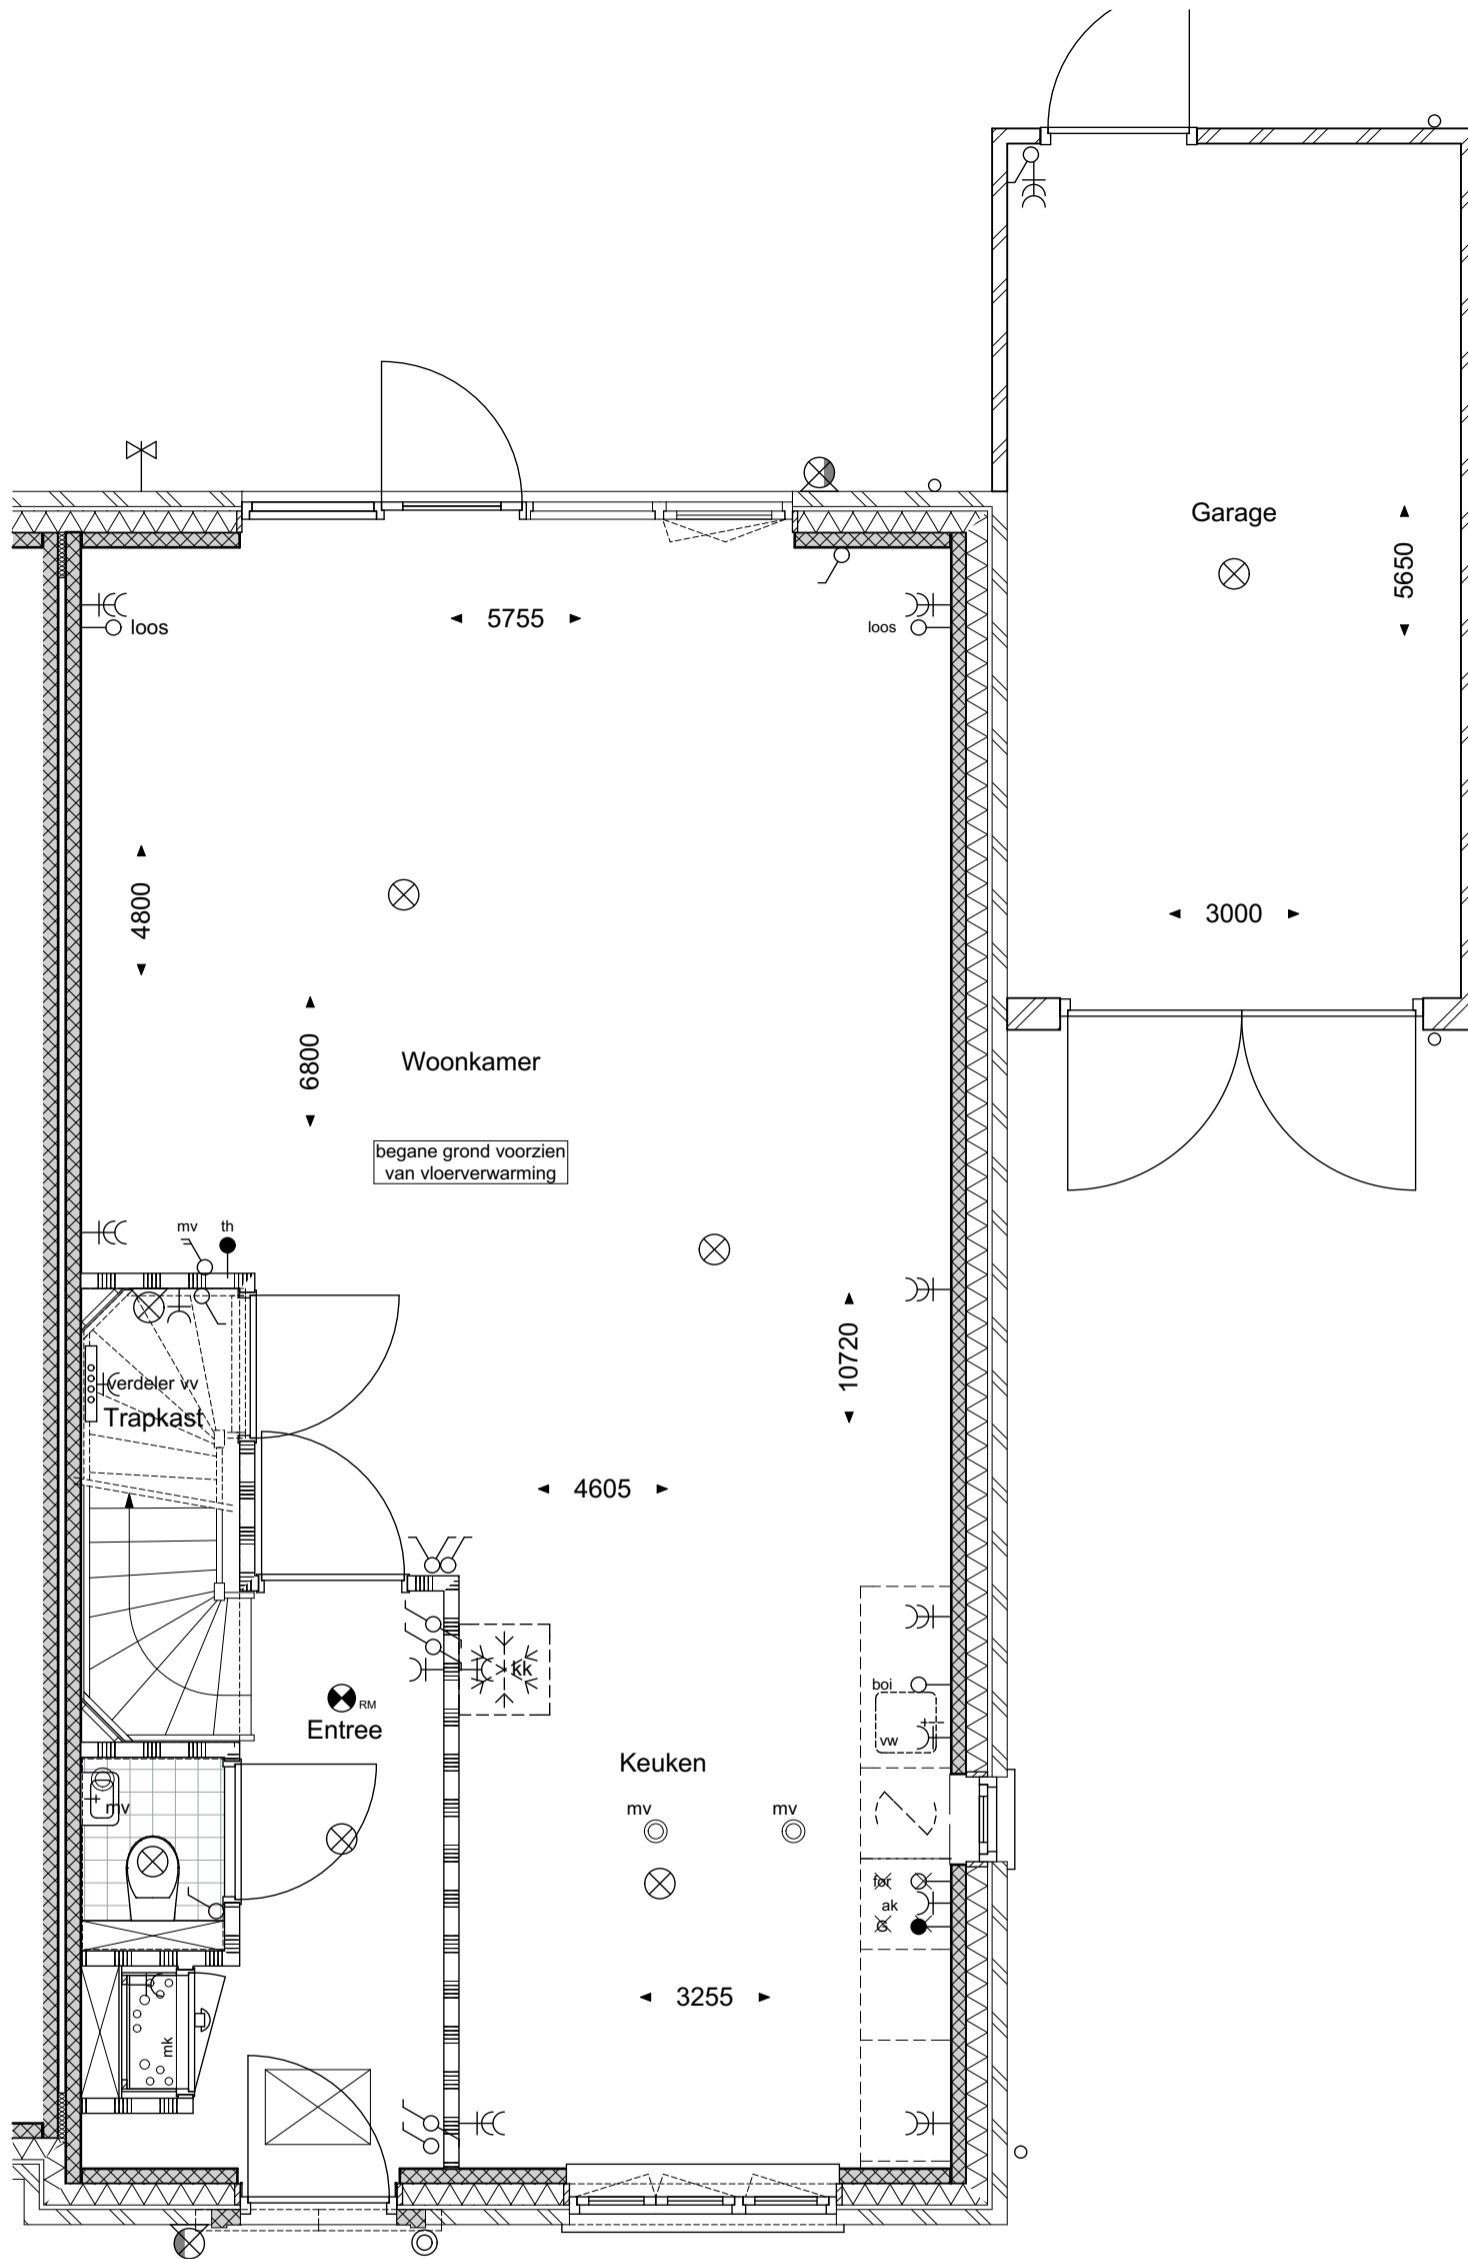 Garage
5650
5755
loos
loos
4800
3000
6800
Woonkamer
begane grond voorzien
van vloerverwarming
mv
th
10720
verdeler vv
Trapkast
4605
kk
boi
RM
Entree
vw
Keuken
mv
mv
mv
for
ak
G
3255
mk